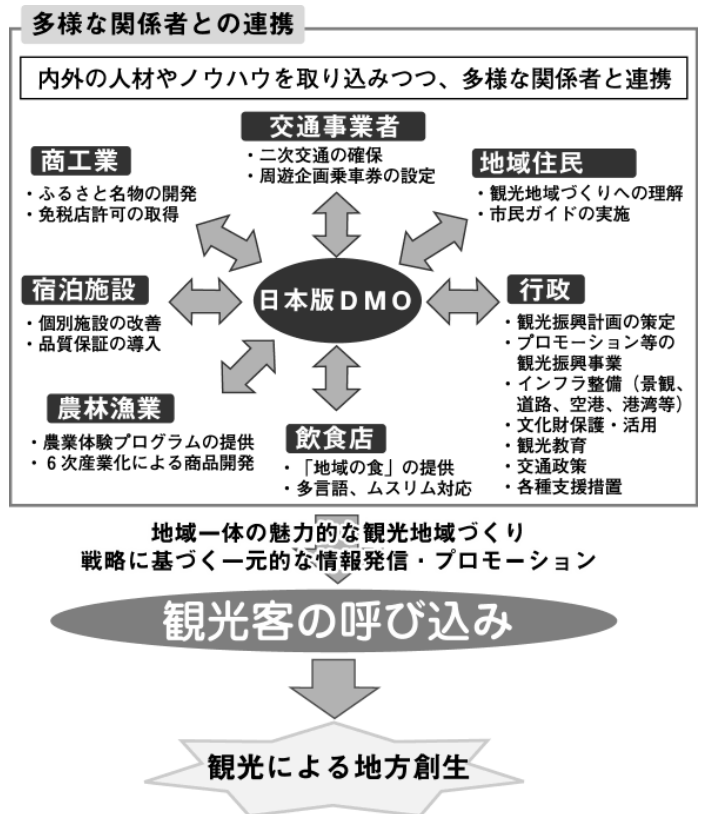 多様な関係者との連携
内外の人材やノウハウを取り込みつつ、多様な関係者と連携
交通事業者
・二次交通の確保
・周遊企画乗車券の設定
商工業
・ふるさと名物の開発
・免税店許可の取得
地域住民
・観光地域づくりへの理解
・市民ガイドの実施
宿泊施設
・個別施設の改善
・品質保証の導入
日本版DMO
行政
・観光振興計画の策定
・プロモーション等の
観光振興事業
・インフラ整備（景観、
道路、空港、港湾等）
・文化財保護・活用
・観光教育
・交通政策
・各種支援措置
農林漁業
・農業体験プログラムの提供
・６次産業化による商品開発
飲食店
・「地域の食」の提供
・多言語、ムスリム対応
地域一体の魅力的な観光地域づくり
戦略に基づく一元的な情報発信・プロモーション
観光客の呼び込み
観光による地方創生